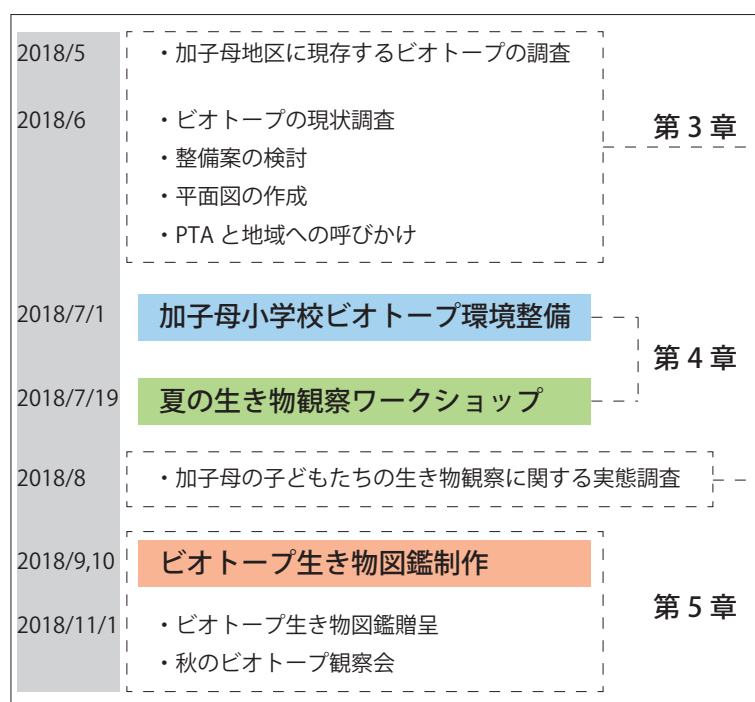 2018/5 ・加子母地区に現存するビオトープの調査
2018/6 ・ビオトープの現状調査
・整備案の検討
・平面図の作成
・PTA と地域への呼びかけ
第 3 章
2018/7/1 加子母小学校ビオトープ環境整備
2018/7/19 夏の生き物観察ワークショップ
第 4 章
2018/8 ・加子母の子どもたちの生き物観察に関する実態調査
2018/9,10 ビオトープ生き物図鑑制作
2018/11/1 ・ビオトープ生き物図鑑贈呈
・秋のビオトープ観察会
第 5 章